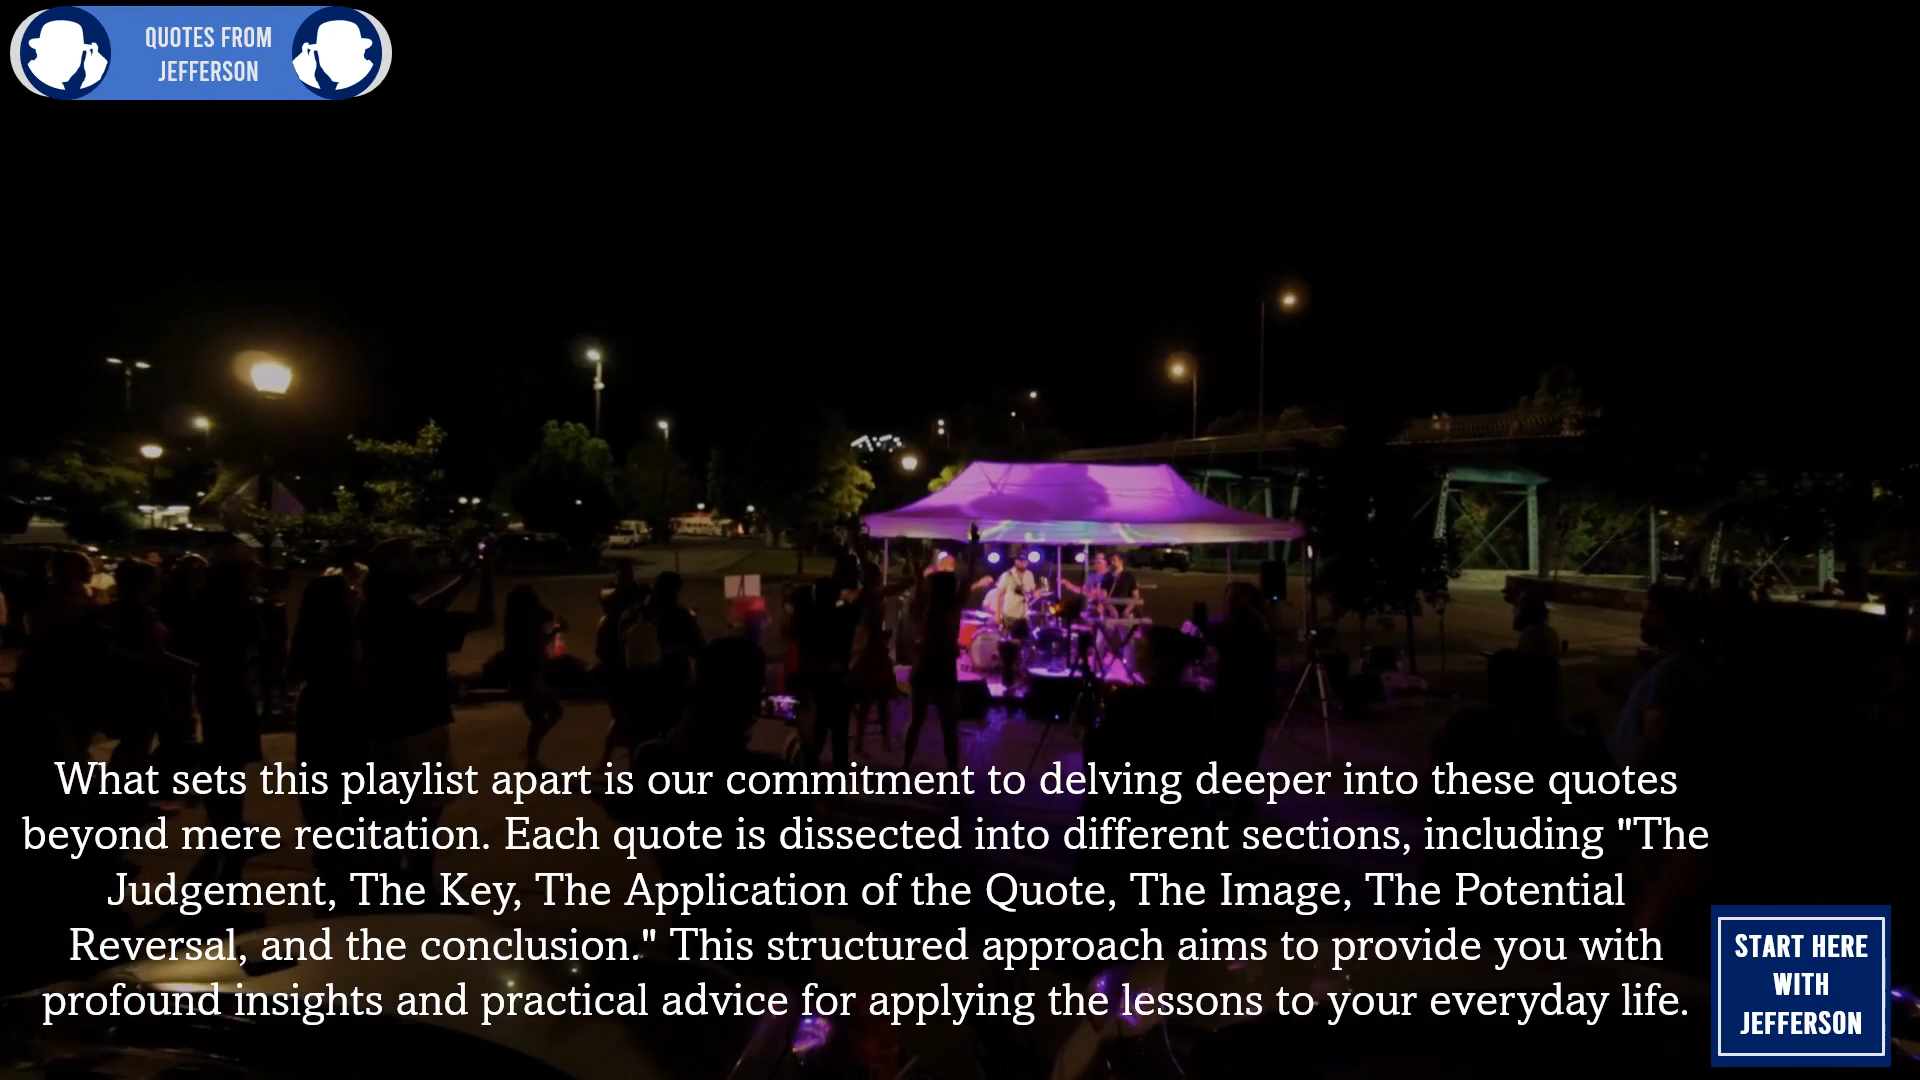 QUOTES FROM
JEFFERSON
What sets this playlist apart is our commitment to delving deeper into these quotes
beyond mere recitation. Each quote is dissected into different sections, including "The
Judgement, The Key, The Application of the Quote, The Image, The Potential
Reversal, and the conclusion." This structured approach aims to provide you with
profound insights and practical advice for applying the lessons to your everyday life.
START HERE
WITH
JEFFERSON